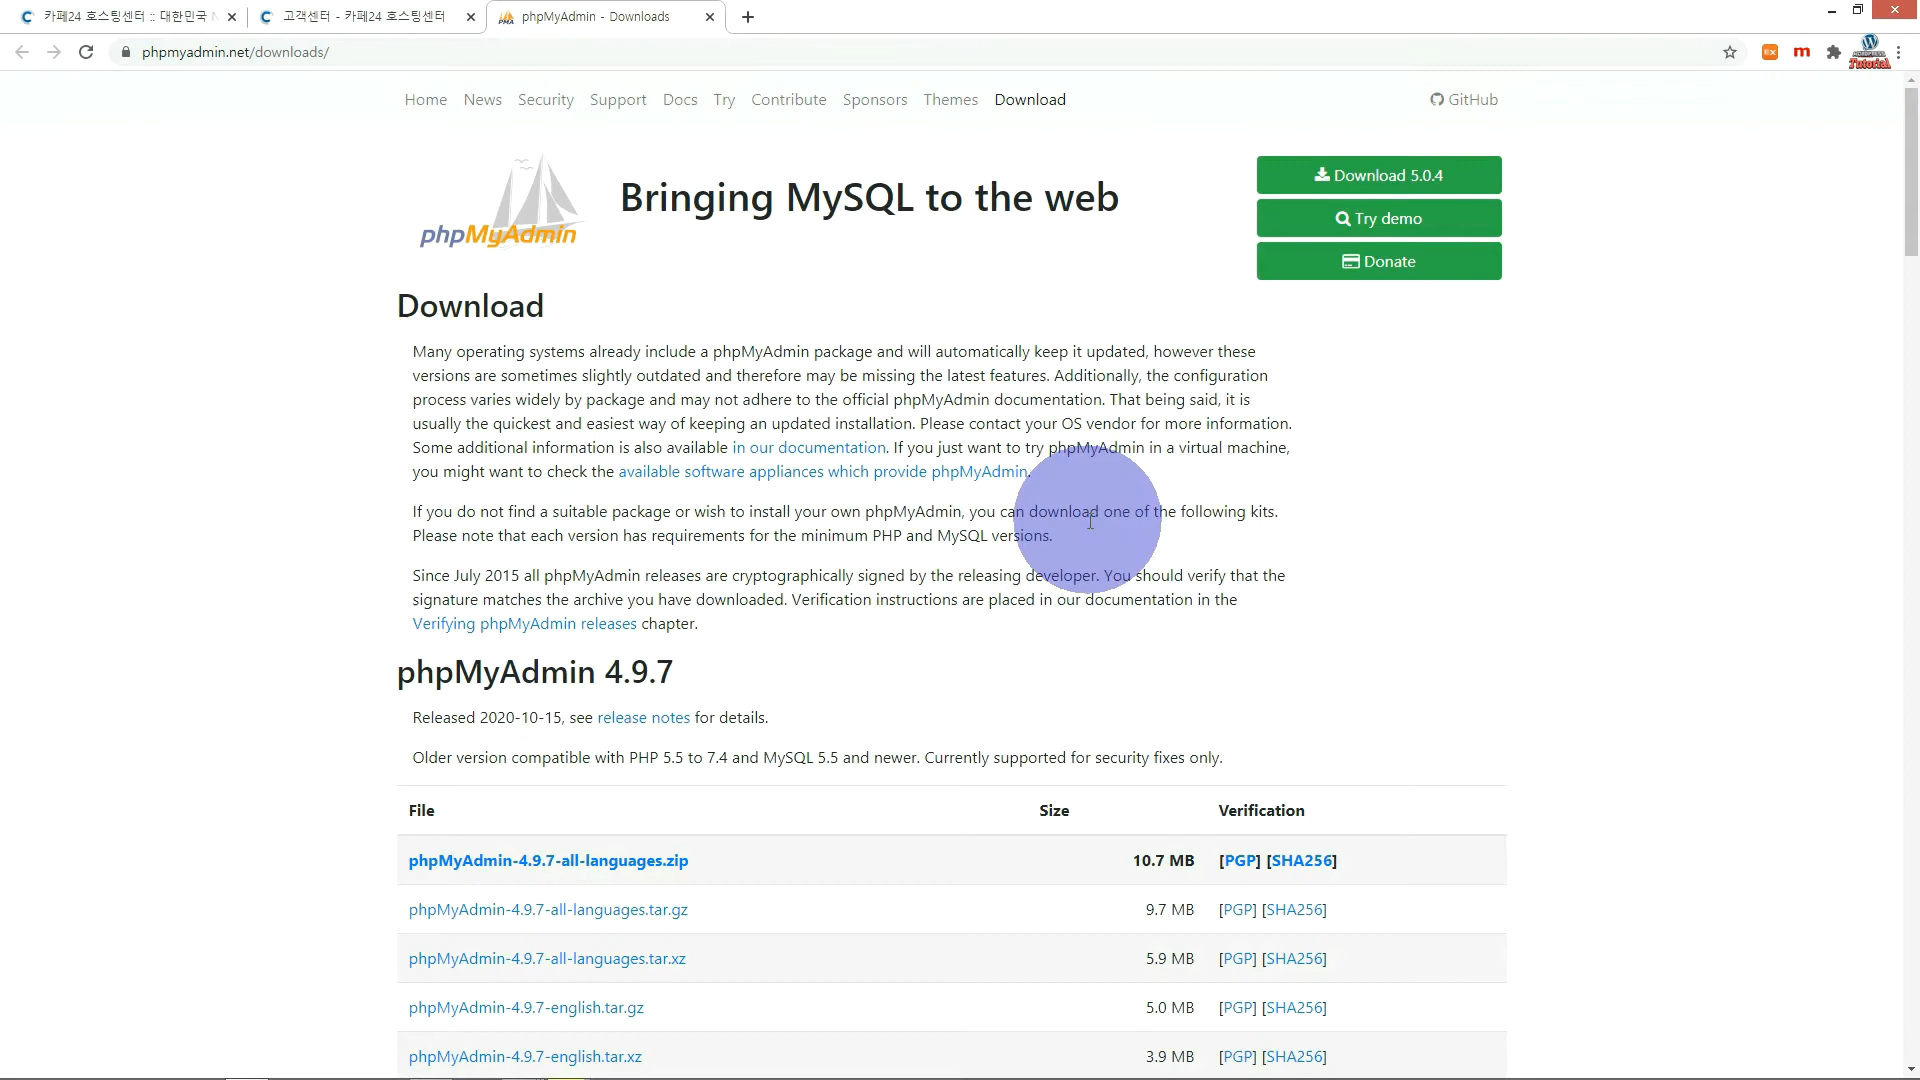 카페24 호스팅센터 :: 대한민국 N
고객센터 - 카페24 호스팅센터
phpMyAdmin - Downloads
phpmyadmin.net/downloads/
Home News Security Support Docs Try Contribute Sponsors Themes Download GitHub
phpMyAdmin
Bringing MySQL to the web
Download 5.0.4
Try demo
Donate
Download
Many operating systems already include a phpMyAdmin package and will automatically keep it updated, however these
versions are sometimes slightly outdated and therefore may be missing the latest features. Additionally, the configuration
process varies widely by package and may not adhere to the official phpMyAdmin documentation. That being said, it is
usually the quickest and easiest way of keeping an updated installation. Please contact your OS vendor for more information.
Some additional information is also available in our documentation. If you just want to try phpMyAdmin in a virtual machine,
you might want to check the available software appliances which provide phpMyAdmin.
If you do not find a suitable package or wish to install your own phpMyAdmin, you can download one of the following kits.
Please note that each version has requirements for the minimum PHP and MySQL versions.
Since July 2015 all phpMyAdmin releases are cryptographically signed by the releasing developer. You should verify that the
signature matches the archive you have downloaded. Verification instructions are placed in our documentation in the
Verifying phpMyAdmin releases chapter.
phpMyAdmin 4.9.7
Released 2020-10-15, see release notes for details.
Older version compatible with PHP 5.5 to 7.4 and MySQL 5.5 and newer. Currently supported for security fixes only.
File Size Verification
phpMyAdmin-4.9.7-all-languages.zip 10.7 MB [PGP] [SHA256]
phpMyAdmin-4.9.7-all-languages.tar.gz 9.7 MB [PGP] [SHA256]
phpMyAdmin-4.9.7-all-languages.tar.xz 5.9 MB [PGP] [SHA256]
phpMyAdmin-4.9.7-english.tar.gz 5.0 MB [PGP] [SHA256]
phpMyAdmin-4.9.7-english.tar.xz 3.9 MB [PGP] [SHA256]